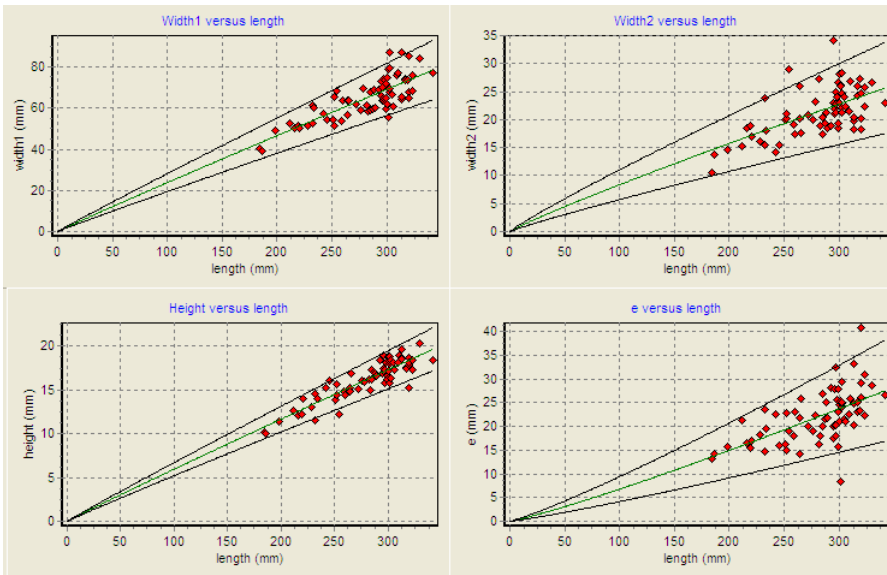 Width1 versus length
width1 (mm)
80
60
40
20
0
0 50 100 150 200 250 300
length (mm)
Width2 versus length
width2 (mm)
35
30
25
20
15
10
5
0
0 50 100 150 200 250 300
length (mm)
Height versus length
height (mm)
20
15
10
5
0
0 50 100 150 200 250 300
length (mm)
e versus length
e (mm)
40
35
30
25
20
15
10
5
0
0 50 100 150 200 250 300
length (mm)